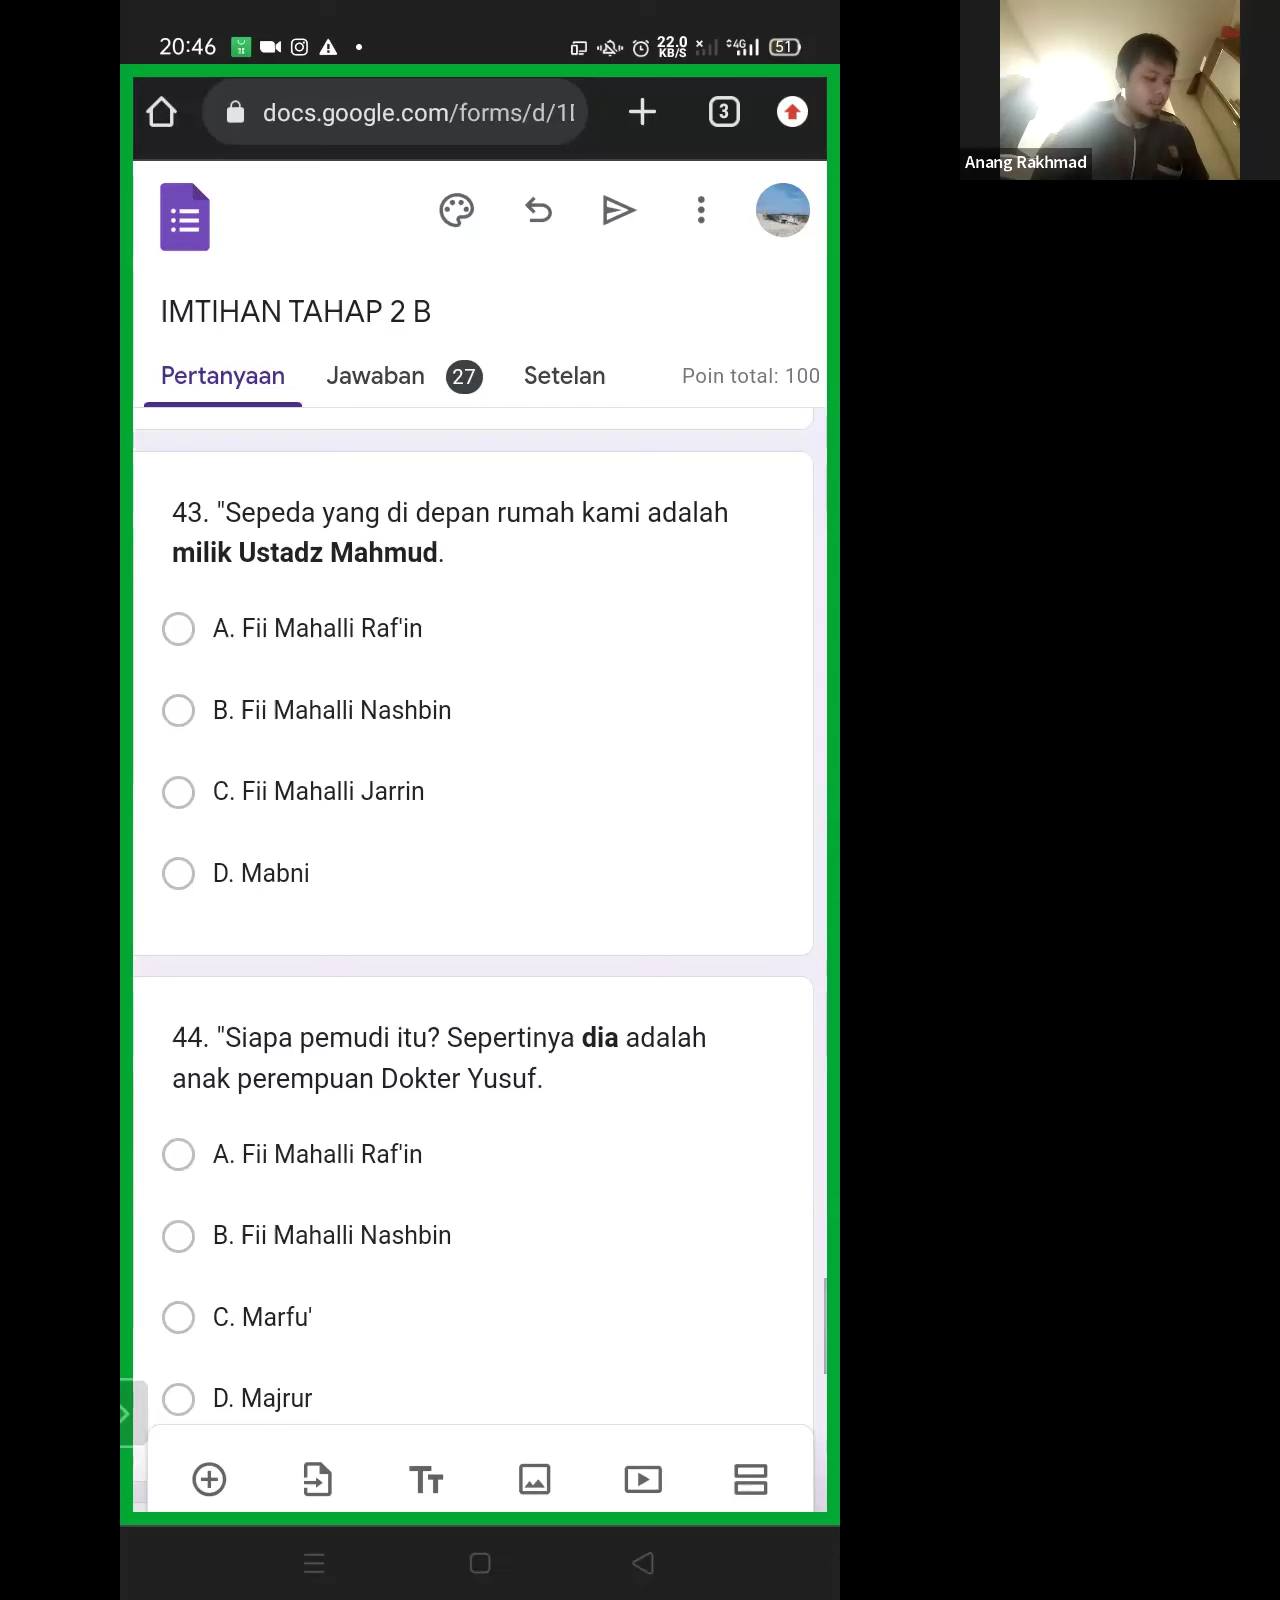 20:46
22.0
KB/S
4G
51
docs.google.com/forms/d/1I
3
Anang Rakhmad
IMTIHAN TAHAP 2 B
Pertanyaan
Jawaban
27
Setelan
Poin total: 100
43. "Sepeda yang di depan rumah kami adalah
milik Ustadz Mahmud.
A. Fii Mahalli Raf'in
B. Fii Mahalli Nashbin
C. Fii Mahalli Jarrin
D. Mabni
44. "Siapa pemudi itu? Sepertinya dia adalah
anak perempuan Dokter Yusuf.
A. Fii Mahalli Raf'in
B. Fii Mahalli Nashbin
C. Marfu'
D. Majrur
Tт